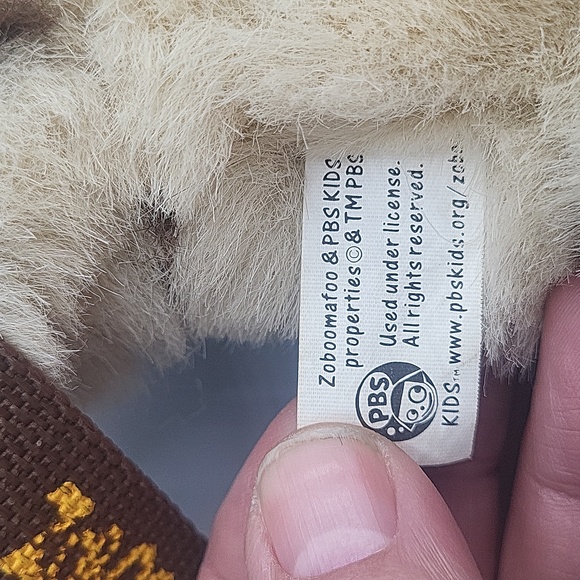 Zoboomafoo & PBS KIDS
properties © & TM PBS
Used under license.
All rights reserved.
PBS
KIDS™ www.pbskids.org/zobo